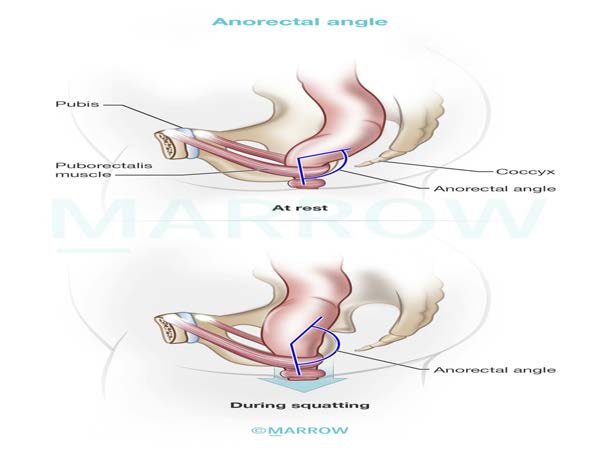 Anorectal angle
Pubis
Puborectalis
muscle
Coccyx
Anorectal angle
At rest
MARROW
Anorectal angle
During squatting
©MARROW